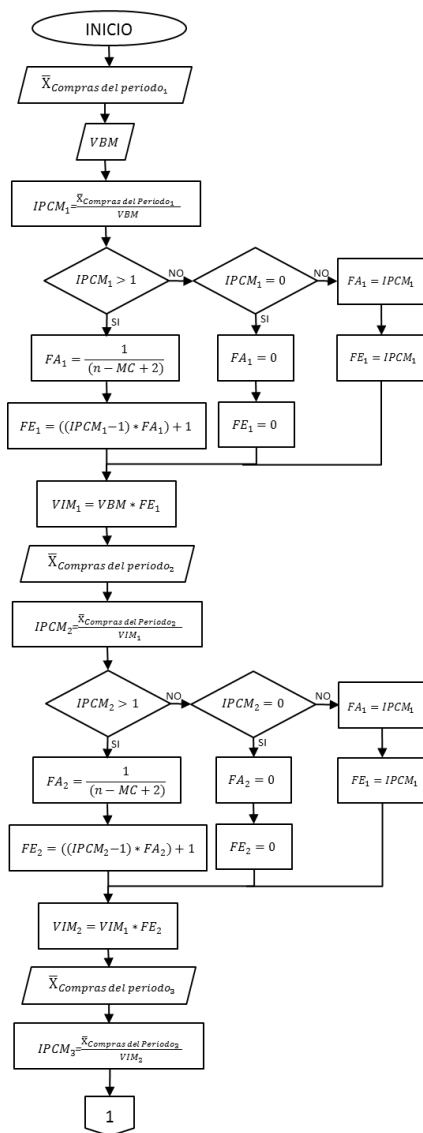 INICIO
X̅ Compras del periodo₁
VBM
IPCM₁= X̅ Compras del Periodo₁ / VBM
IPCM₁ > 1
NO
IPCM₁ = 0
NO
FA₁ = IPCM₁
SI
SI
FA₁ = 1 / (n − MC + 2)
FA₁ = 0
FE₁ = IPCM₁
FE₁ = ((IPCM₁−1) * FA₁) + 1
FE₁ = 0
VIM₁ = VBM * FE₁
X̅ Compras del periodo₂
IPCM₂= X̅ Compras del Periodo₂ / VIM₁
IPCM₂ > 1
NO
IPCM₂ = 0
NO
FA₁ = IPCM₁
SI
SI
FA₂ = 1 / (n − MC + 2)
FA₂ = 0
FE₁ = IPCM₁
FE₂ = ((IPCM₂−1) * FA₂) + 1
FE₂ = 0
VIM₂ = VIM₁ * FE₂
X̅ Compras del periodo₃
IPCM₃= X̅ Compras del Periodo₃ / VIM₂
1